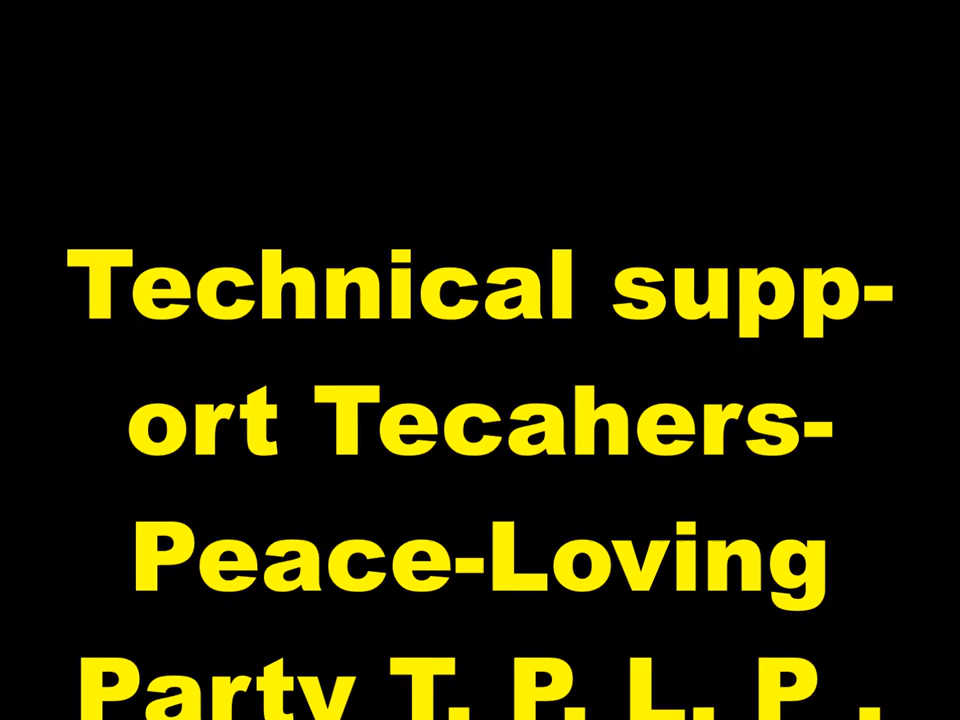 Technical supp-
ort Tecahers-
Peace-Loving
Party T. P. L. P .